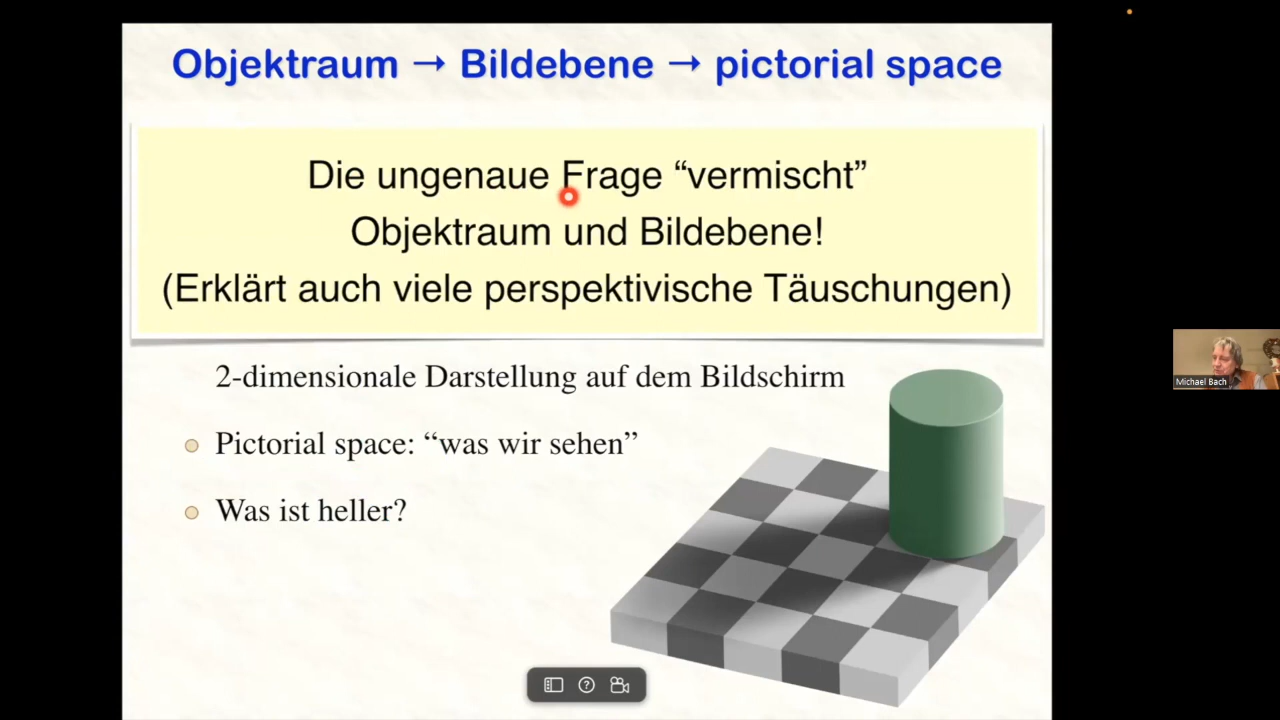 Objektraum → Bildebene → pictorial space
Die ungenaue Frage “vermischt”
Objektraum und Bildebene!
(Erklärt auch viele perspektivische Täuschungen)
2-dimensionale Darstellung auf dem Bildschirm
Pictorial space: “was wir sehen”
Was ist heller?
Michael Bach